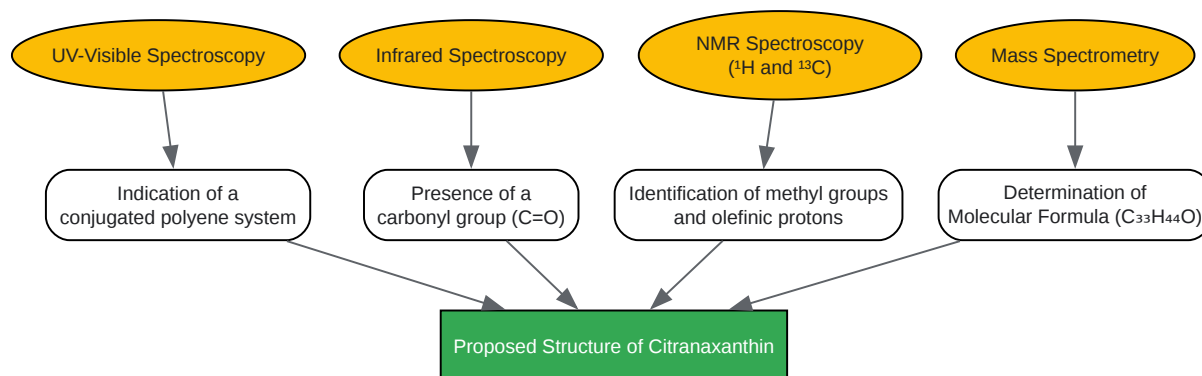 UV-Visible Spectroscopy
Infrared Spectroscopy
NMR Spectroscopy
(¹H and ¹³C)
Mass Spectrometry
Indication of a
conjugated polyene system
Presence of a
carbonyl group (C=O)
Identification of methyl groups
and olefinic protons
Determination of
Molecular Formula (C₃₃H₄₄O)
Proposed Structure of Citranaxanthin